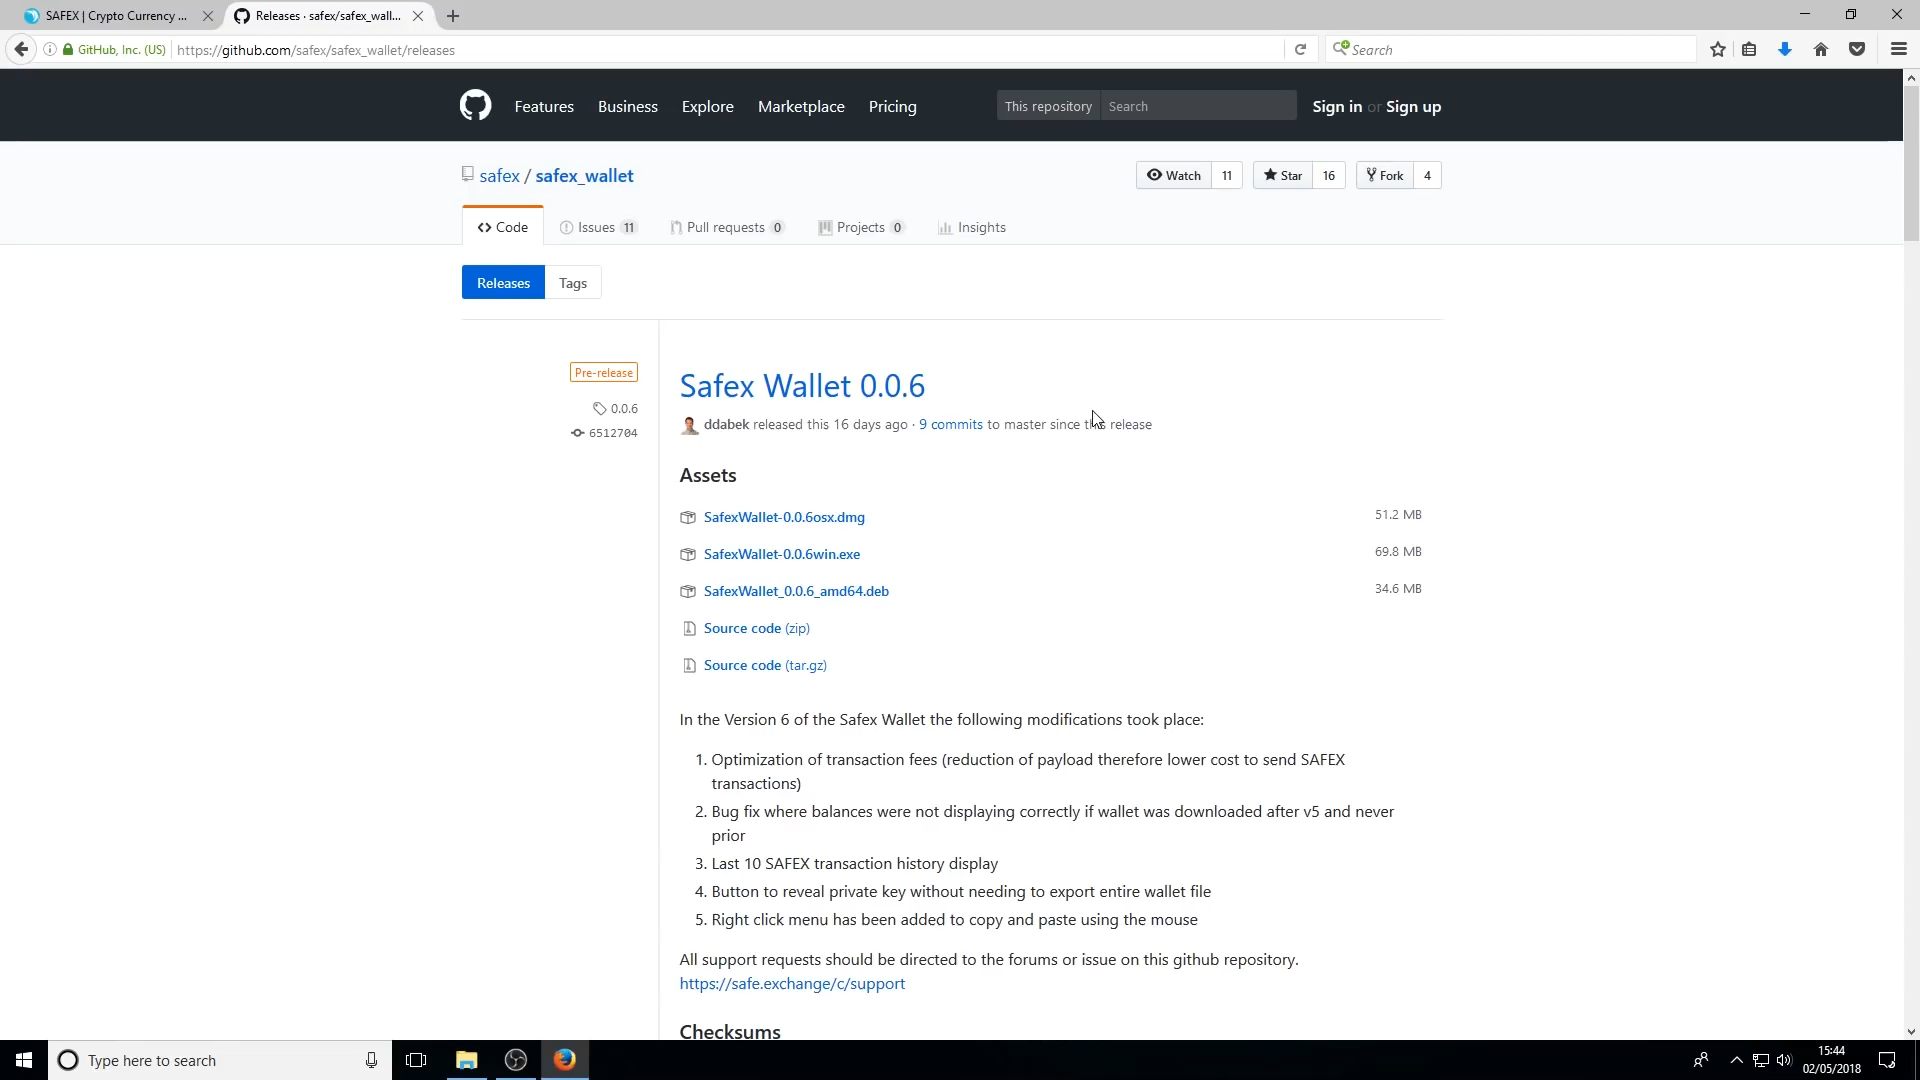 SAFEX | Crypto Currency ...
Releases · safex/safex_wall...
GitHub, Inc. (US)
https://github.com/safex/safex_wallet/releases
Search
Features
Business
Explore
Marketplace
Pricing
This repository
Search
Sign in or Sign up
safex / safex_wallet
Watch 11
Star 16
Fork 4
Code
Issues 11
Pull requests 0
Projects 0
Insights
Releases
Tags
Pre-release
0.0.6
6512704
Safex Wallet 0.0.6
ddabek released this 16 days ago · 9 commits to master since this release
Assets
SafexWallet-0.0.6osx.dmg 51.2 MB
SafexWallet-0.0.6win.exe 69.8 MB
SafexWallet_0.0.6_amd64.deb 34.6 MB
Source code (zip)
Source code (tar.gz)
In the Version 6 of the Safex Wallet the following modifications took place:
1. Optimization of transaction fees (reduction of payload therefore lower cost to send SAFEX
transactions)
2. Bug fix where balances were not displaying correctly if wallet was downloaded after v5 and never
prior
3. Last 10 SAFEX transaction history display
4. Button to reveal private key without needing to export entire wallet file
5. Right click menu has been added to copy and paste using the mouse
All support requests should be directed to the forums or issue on this github repository.
https://safe.exchange/c/support
Checksums
Type here to search
15:44
02/05/2018